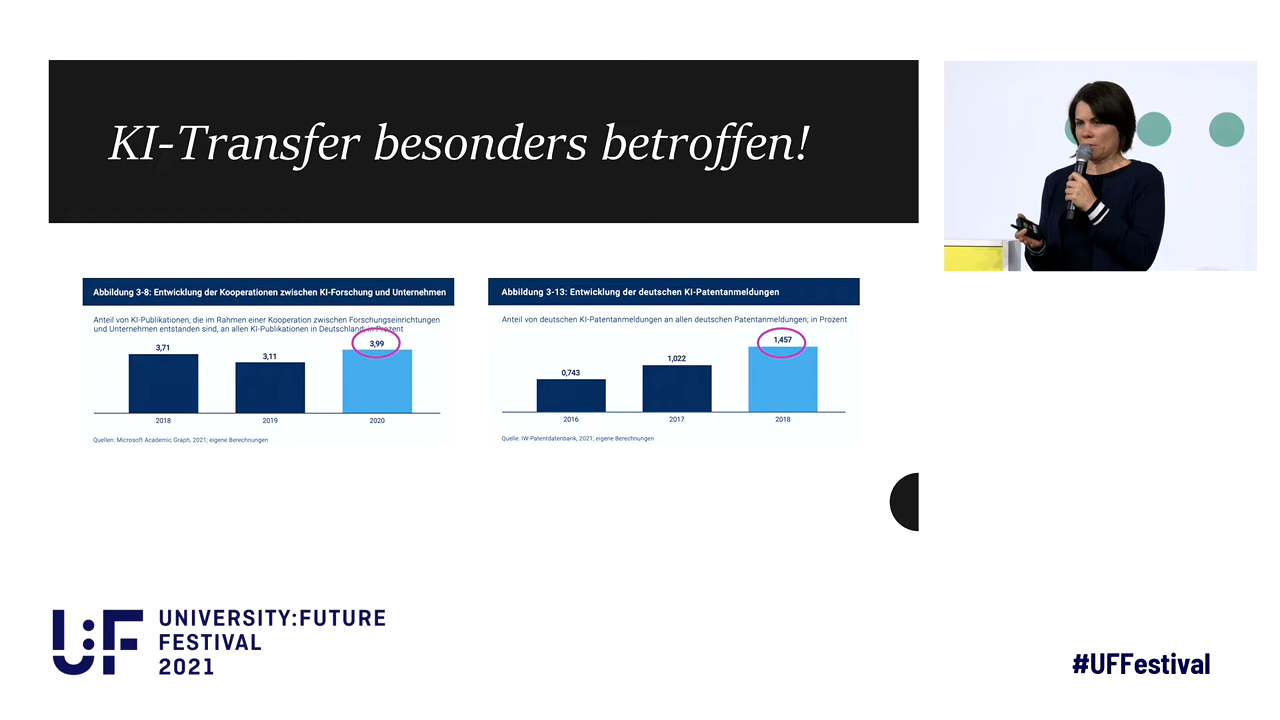 KI-Transfer besonders betroffen!
Abbildung 3-8: Entwicklung der Kooperationen zwischen KI-Forschung und Unternehmen
Anteil von KI-Publikationen, die im Rahmen einer Kooperation zwischen Forschungseinrichtungen
und Unternehmen entstanden sind, an allen KI-Publikationen in Deutschland; in Prozent
3,71
3,11
3,99
2018
2019
2020
Quellen: Microsoft Academic Graph, 2021; eigene Berechnungen
Abbildung 3-13: Entwicklung der deutschen KI-Patentanmeldungen
Anteil von deutschen KI-Patentanmeldungen an allen deutschen Patentanmeldungen; in Prozent
0,743
1,022
1,457
2016
2017
2018
Quelle: IW-Patentdatenbank, 2021; eigene Berechnungen
U:F
UNIVERSITY:FUTURE
FESTIVAL
2021
#UFFestival